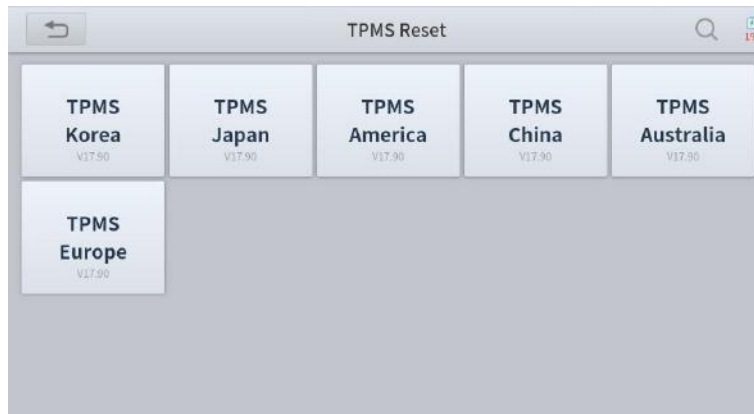 TPMS Reset
TPMS
Korea
V17.90
TPMS
Japan
V17.90
TPMS
America
V17.90
TPMS
China
V17.90
TPMS
Australia
V17.90
TPMS
Europe
V17.90